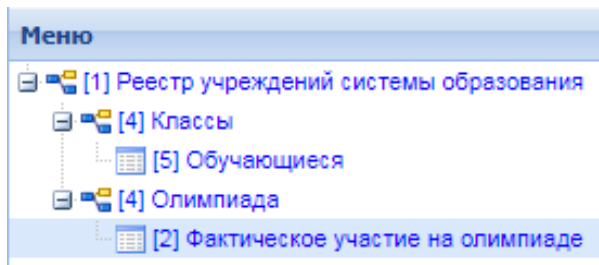 Меню
[1] Реестр учреждений системы образования
[4] Классы
[5] Обучающиеся
[4] Олимпиада
[2] Фактическое участие на олимпиаде